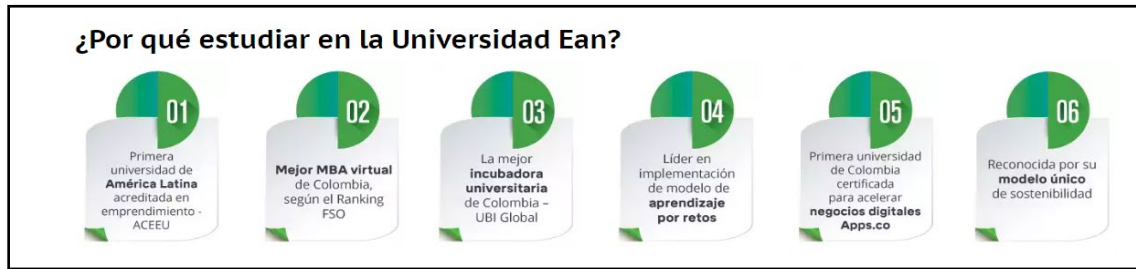 ¿Por qué estudiar en la Universidad Ean?
01
Primera
universidad de
América Latina
acreditada en
emprendimiento -
ACEEU
02
Mejor MBA virtual
de Colombia,
según el Ranking
FSO
03
La mejor
incubadora
universitaria
de Colombia –
UBI Global
04
Líder en
implementación
de modelo de
aprendizaje
por retos
05
Primera universidad
de Colombia
certificada
para acelerar
negocios digitales
Apps.co
06
Reconocida por su
modelo único
de sostenibilidad